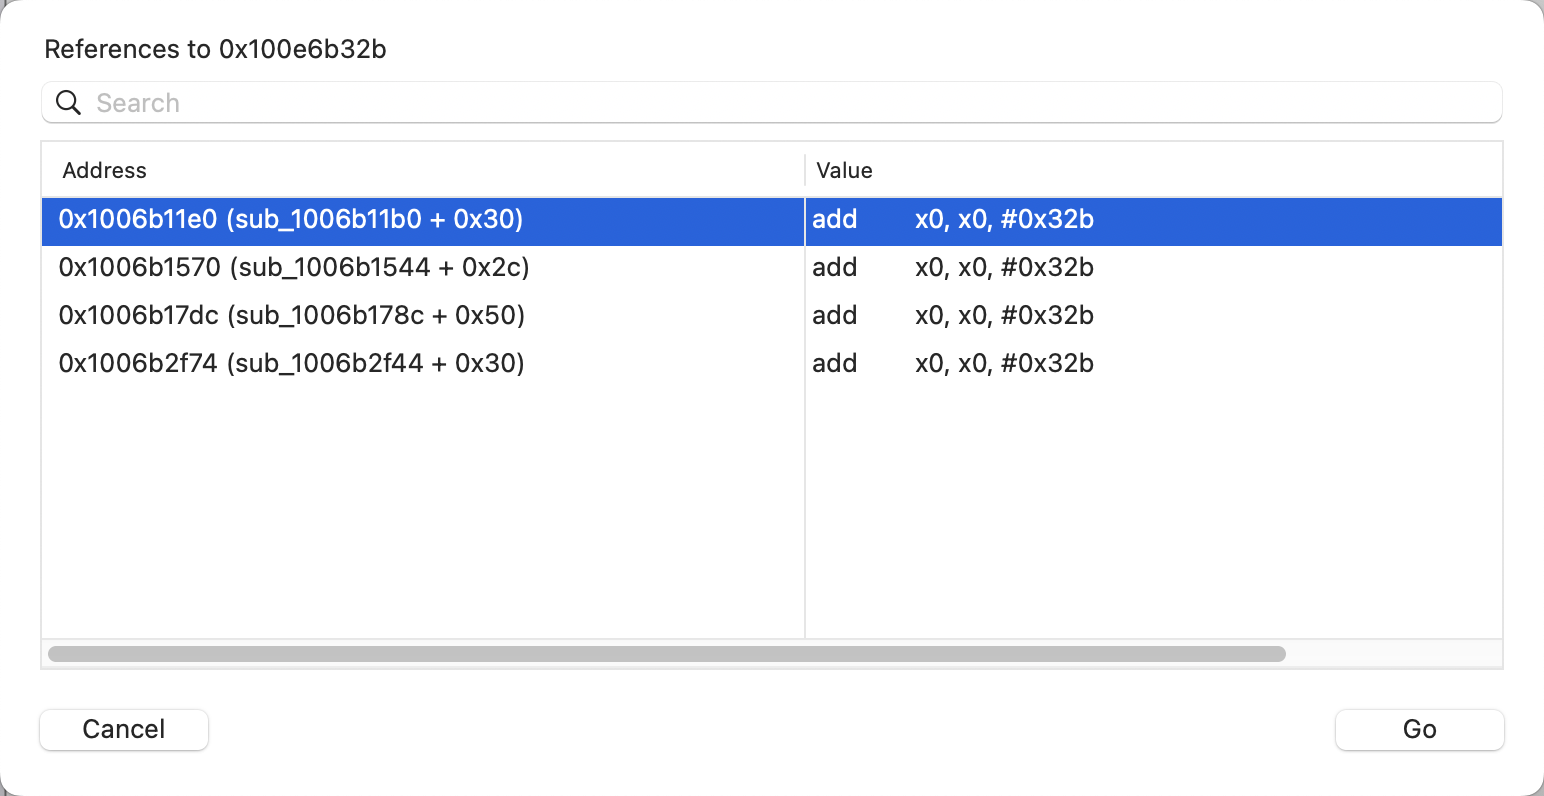 References to 0x100e6b32b
Search
Address Value
0x1006b11e0 (sub_1006b11b0 + 0x30) add x0, x0, #0x32b
0x1006b1570 (sub_1006b1544 + 0x2c) add x0, x0, #0x32b
0x1006b17dc (sub_1006b178c + 0x50) add x0, x0, #0x32b
0x1006b2f74 (sub_1006b2f44 + 0x30) add x0, x0, #0x32b
Cancel Go